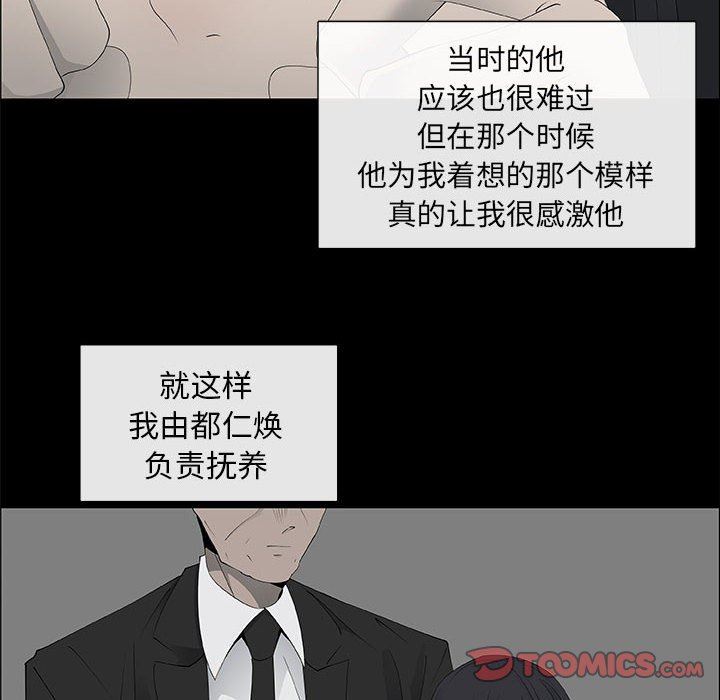 当时的他
应该也很难过
但在那个时候
他为我着想的那个模样
真的让我很感激他
就这样
我由都仁焕
负责抚养
TOOMICS.COM